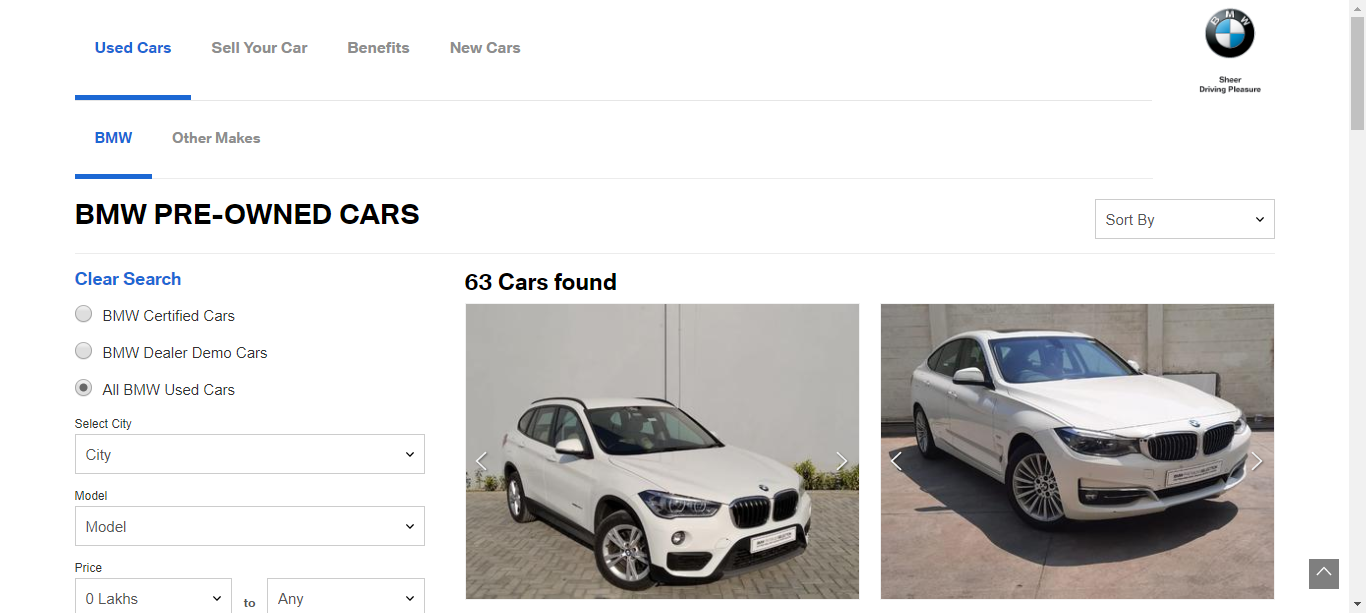 Used Cars Sell Your Car Benefits New Cars
BMW
Sheer
Driving Pleasure
BMW Other Makes
BMW PRE-OWNED CARS
Sort By
Clear Search
63 Cars found
BMW Certified Cars
BMW Dealer Demo Cars
All BMW Used Cars
Select City
City
Model
Model
Price
0 Lakhs to Any